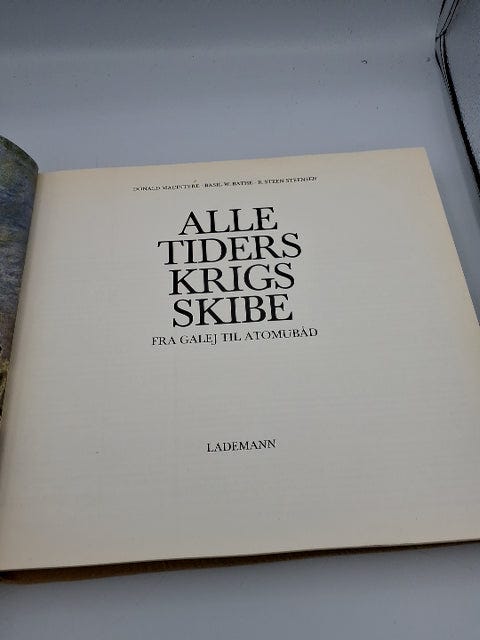 DONALD MACINTYRE · BASIL W. BATHE · R. STEEN STEENSEN
ALLE
TIDERS
KRIGS
SKIBE
FRA GALEJ TIL ATOMUBÅD
LADEMANN